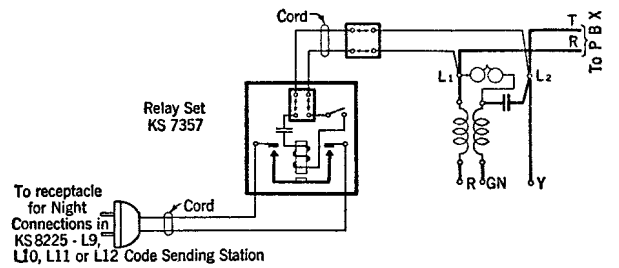 Cord
T
R
To PBX
L1
L2
Relay Set
KS 7357
R
GN
Y
To receptacle
for Night
Connections in
KS 8225 - L9,
L10, L11 or L12 Code Sending Station
Cord